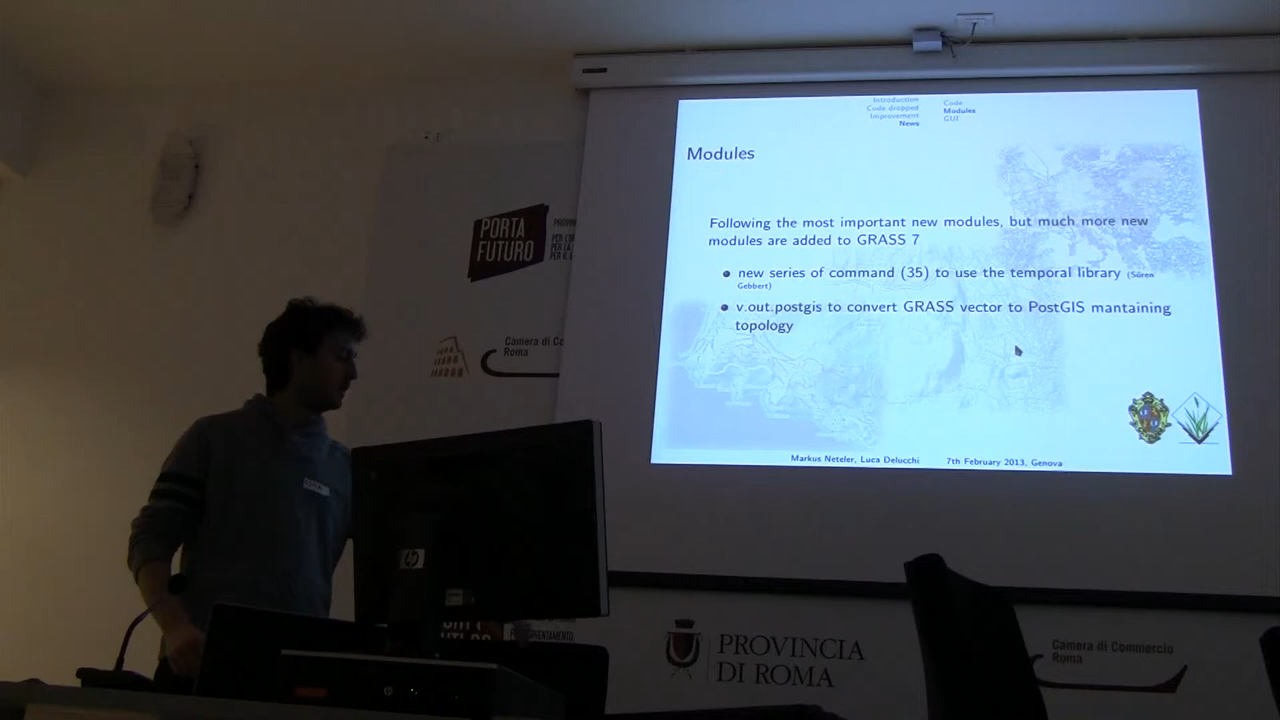 Introduction
Code dropped
Improvement
News
Code
Modules
GUI
Modules
Following the most important new modules, but much more new
modules are added to GRASS 7
new series of command (35) to use the temporal library (Sören
Gebbert)
v.out.postgis to convert GRASS vector to PostGIS mantaining
topology
Markus Neteler, Luca Delucchi 7th February 2013, Genova
PORTA
FUTURO
Camera di Co
Roma
hp
PROVINCIA
DI ROMA
Camera di Commercio
Roma